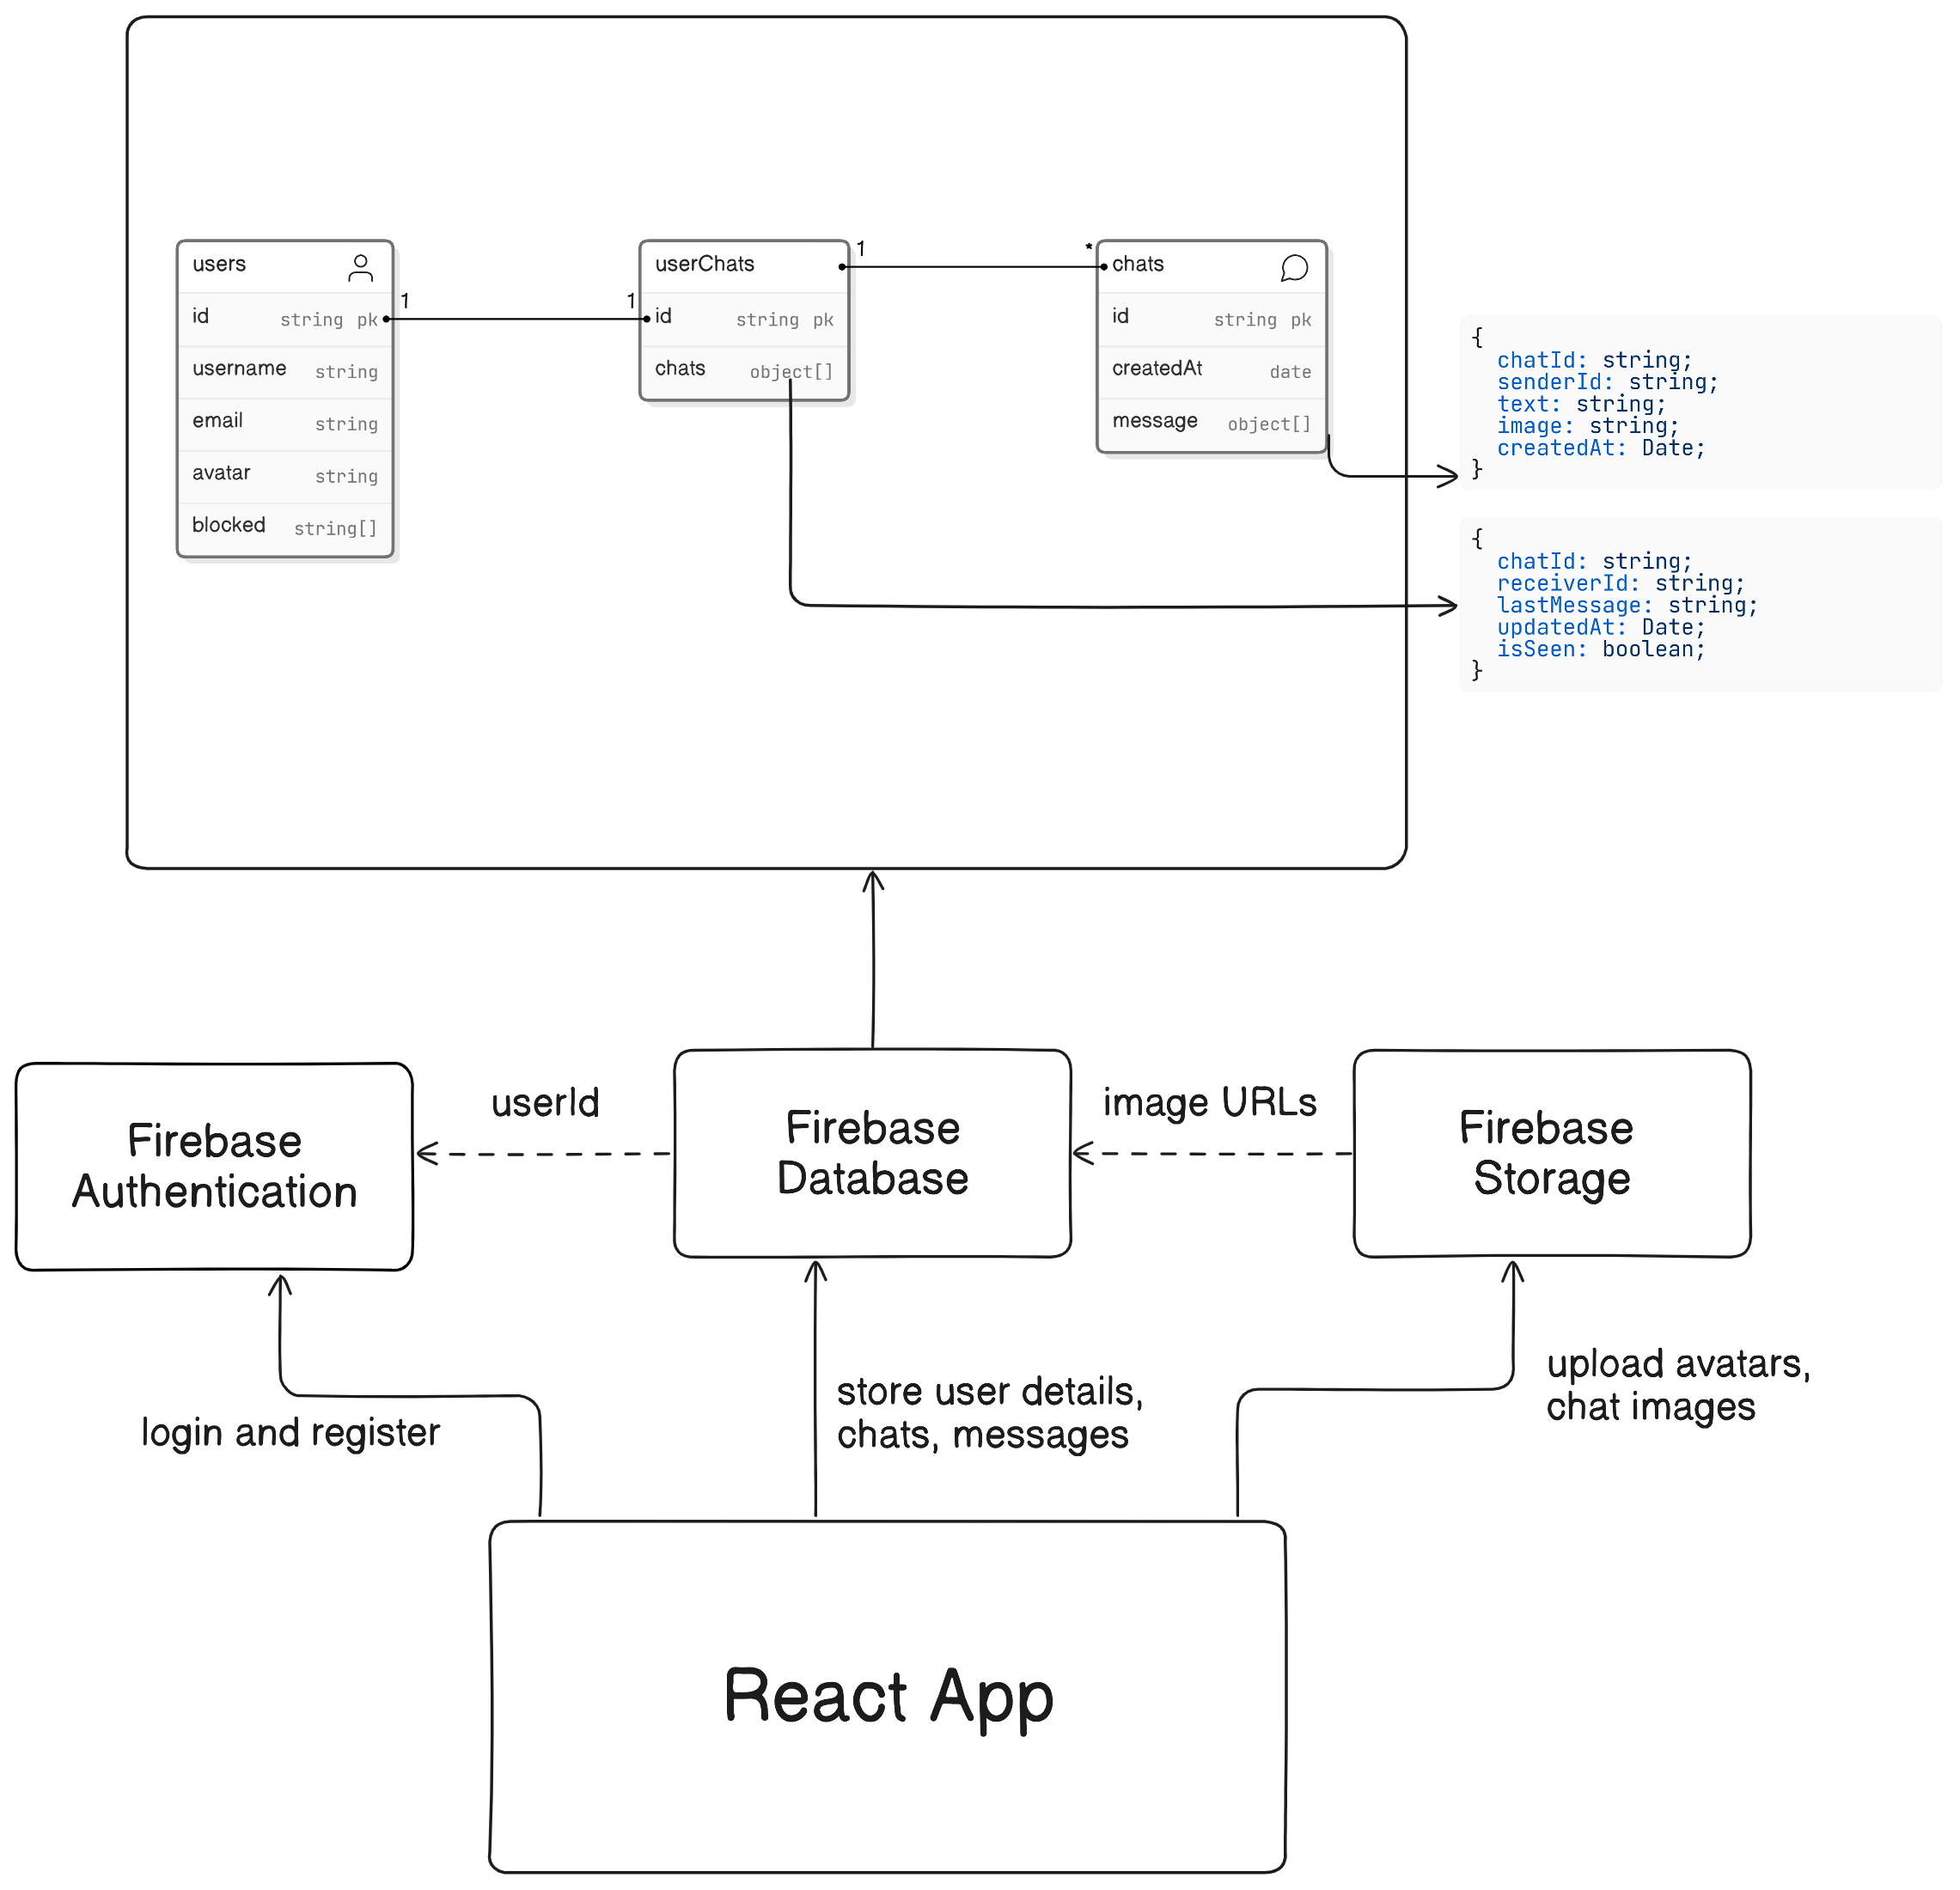 users
id string pk
username string
email string
avatar string
blocked string[]
1
1
userChats
id string pk
chats object[]
1
*
chats
id string pk
createdAt date
message object[]
{
chatId: string;
senderId: string;
text: string;
image: string;
createdAt: Date;
}
{
chatId: string;
receiverId: string;
lastMessage: string;
updatedAt: Date;
isSeen: boolean;
}
Firebase
Authentication
userId
Firebase
Database
image URLs
Firebase
Storage
login and register
store user details,
chats, messages
upload avatars,
chat images
React App